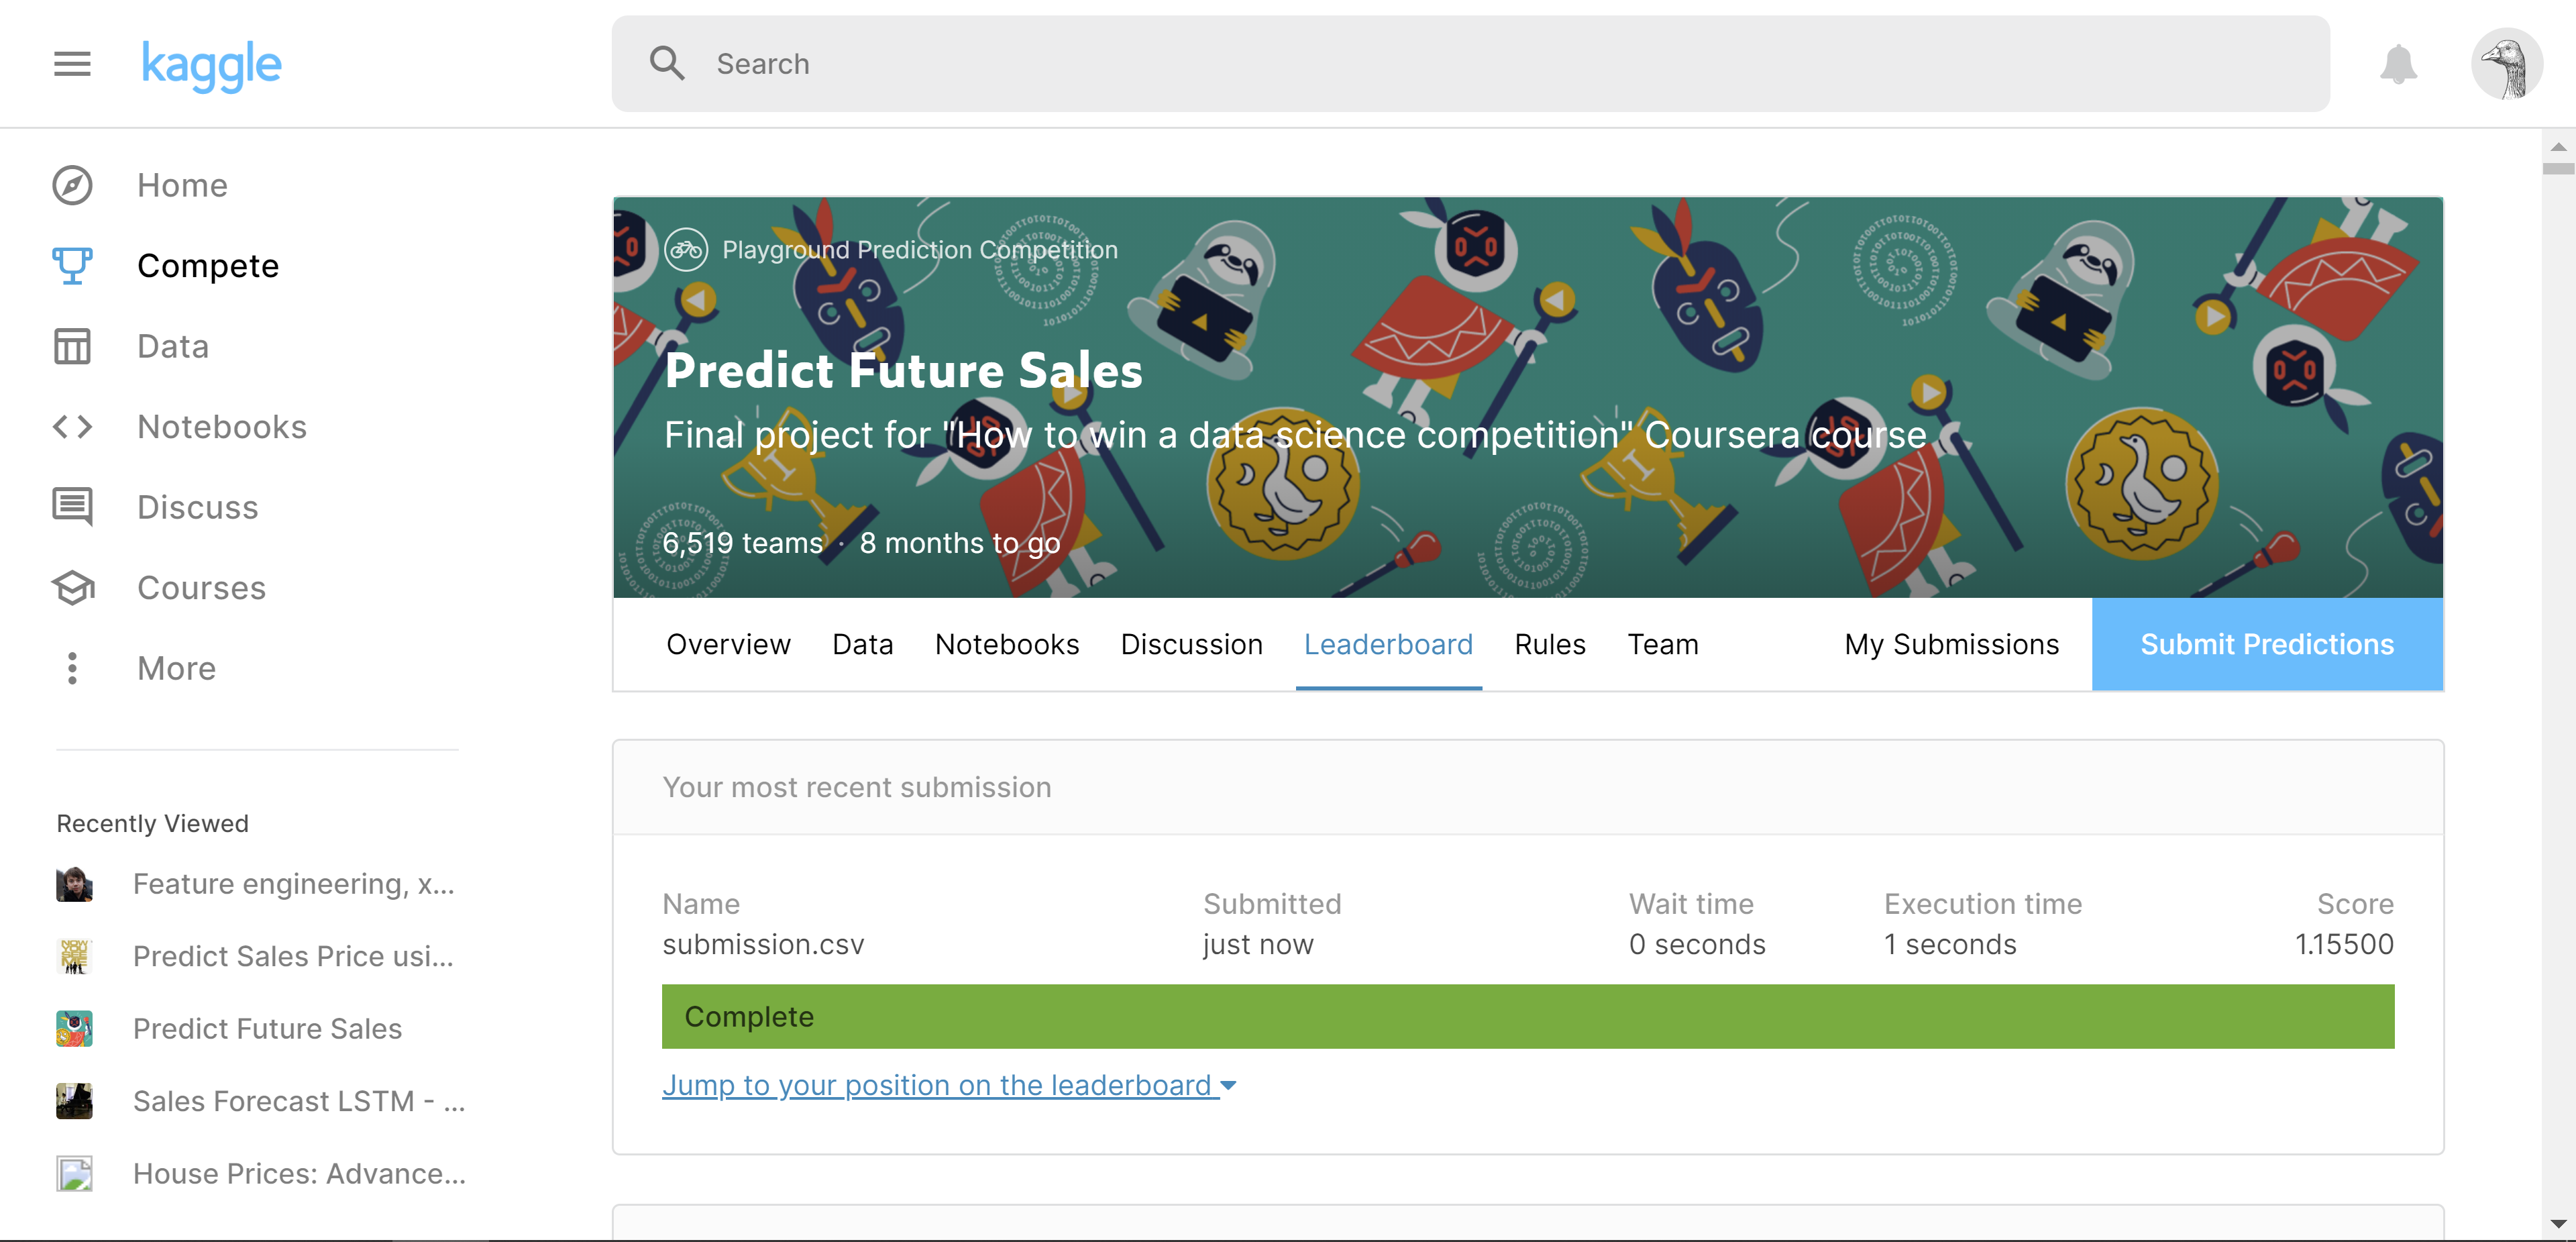 kaggle
Search
Home
Compete
Data
Notebooks
Discuss
Courses
More
Recently Viewed
Feature engineering, x...
Predict Sales Price usi...
Predict Future Sales
Sales Forecast LSTM - ...
House Prices: Advance...
Playground Prediction Competition
Predict Future Sales
Final project for "How to win a data science competition" Coursera course
6,519 teams · 8 months to go
Overview Data Notebooks Discussion Leaderboard Rules Team My Submissions Submit Predictions
Your most recent submission
Name Submitted Wait time Execution time Score
submission.csv just now 0 seconds 1 seconds 1.15500
Complete
Jump to your position on the leaderboard